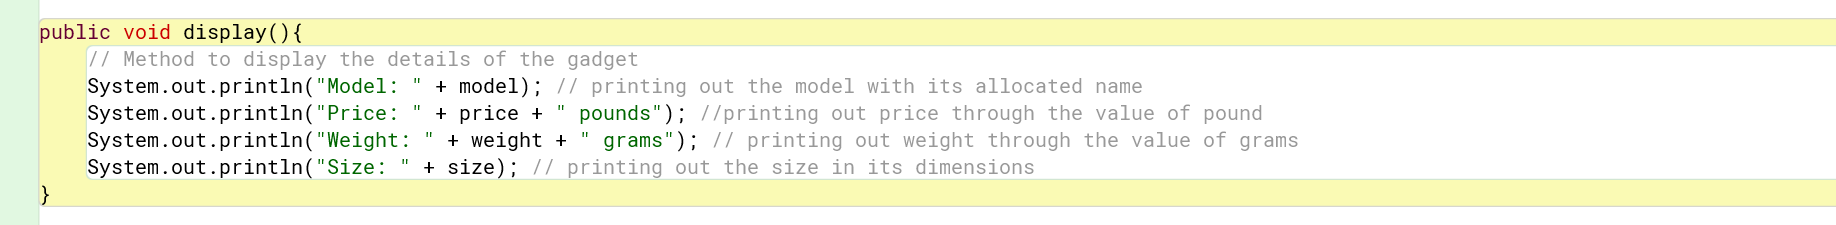 public void display(){
// Method to display the details of the gadget
System.out.println("Model: " + model); // printing out the model with its allocated name
System.out.println("Price: " + price + " pounds"); //printing out price through the value of pound
System.out.println("Weight: " + weight + " grams"); // printing out weight through the value of grams
System.out.println("Size: " + size); // printing out the size in its dimensions
}